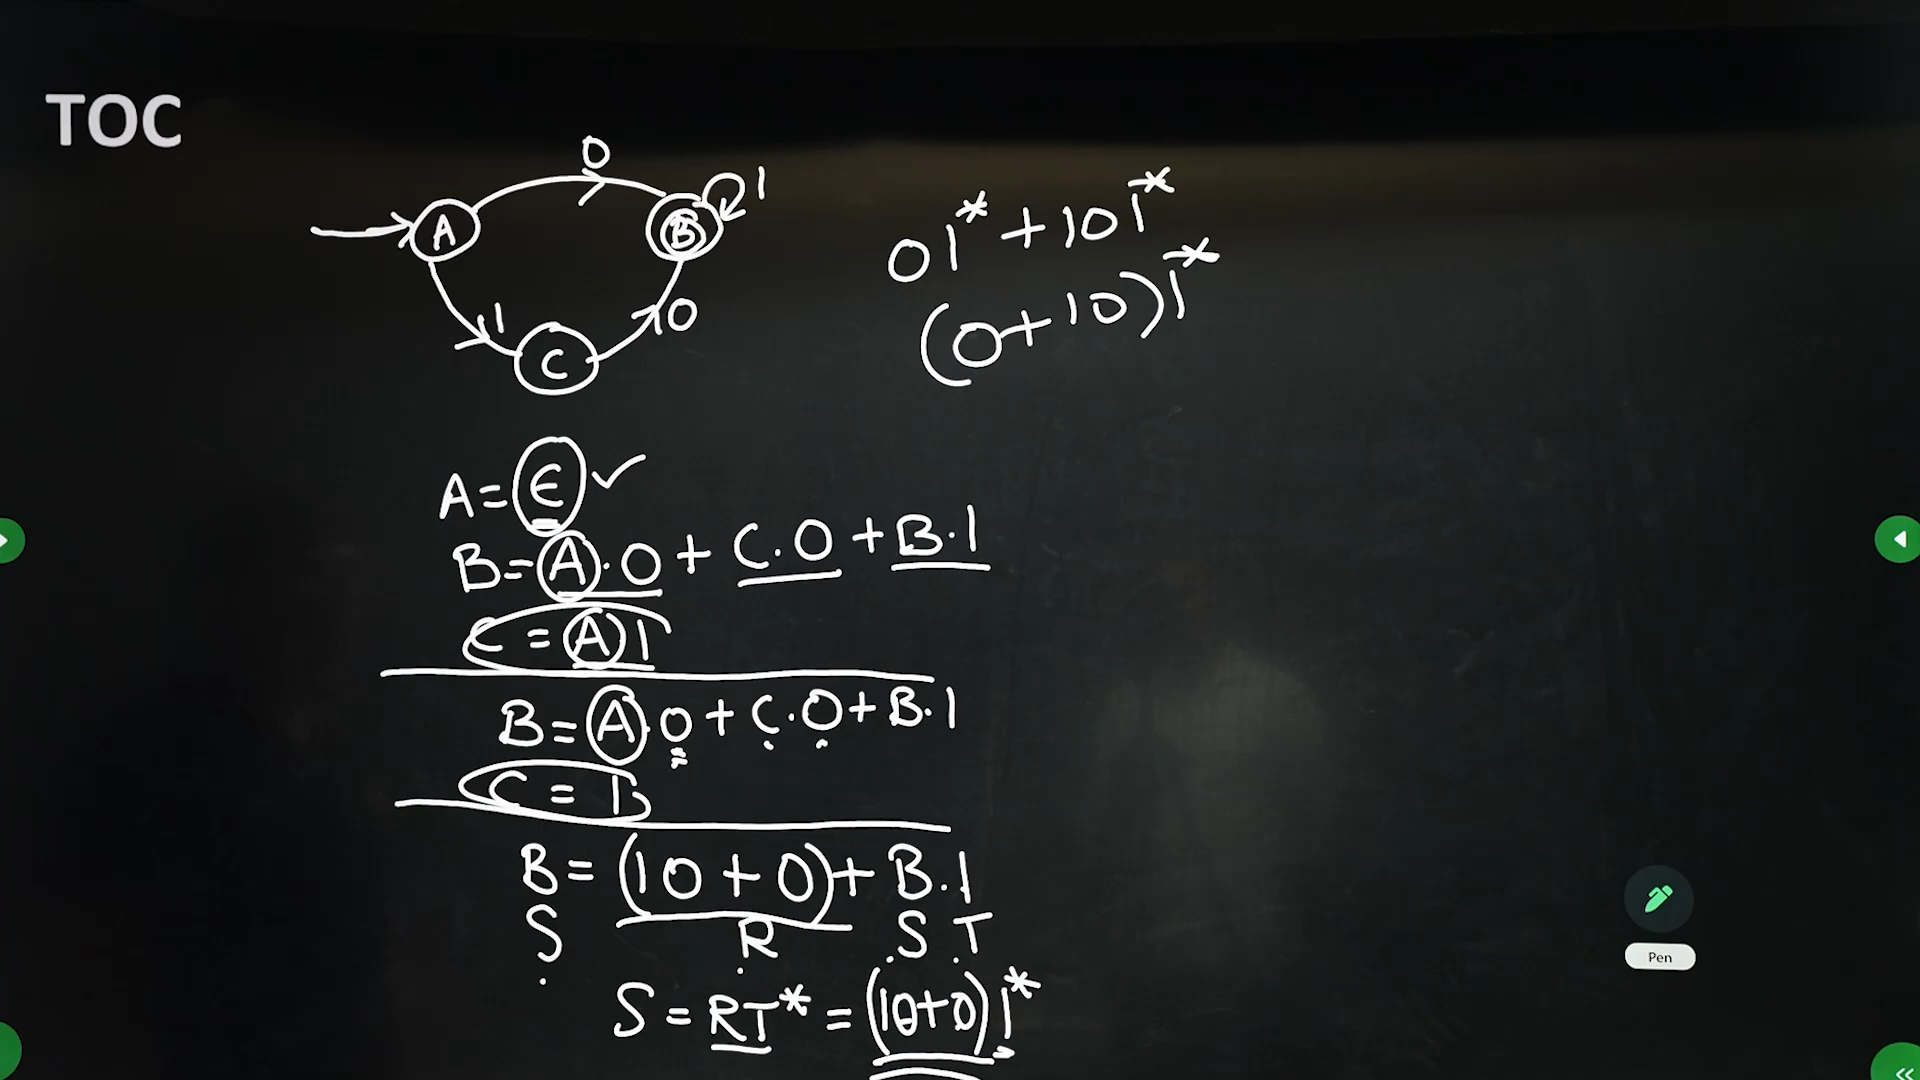 TOC
0
A
B
1
1
0
C
01* + 101*
(0+10)1*
A = ϵ ✓
B = A·0 + C·0 + B·1
C = A1
B = A·0 + C·0 + B·1
C = 1
B = (10+0) + B·1
S R S T
S = RT* = (10+0)1*
Pen